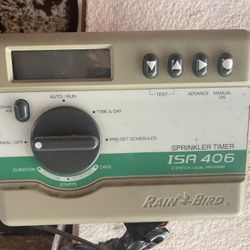 TEST
ADVANCE
MANUAL
ON
AUTO / RUN
A/B
TIME & DAY
RAIN / OFF
PRE-SET SCHEDULES
DURATION
DAYS
STARTS
SPRINKLER TIMER
ISA 406
6 STATION • DUAL PROGRAM
RAIN BIRD